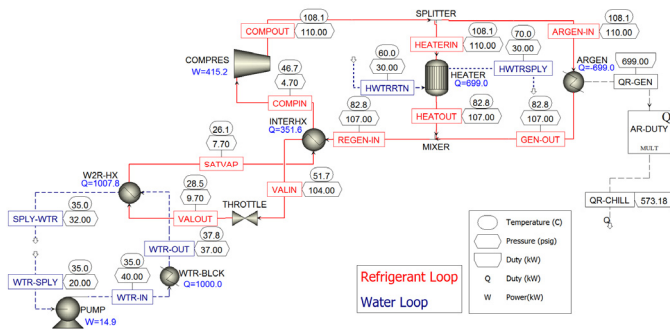 SPLITTER
108.1
COMPOUT
110.00
108.1
HEATERIN
110.00
70.0
HWTRSPLY
30.00
108.1
ARGEN-IN
110.00
COMPRES
W=415.2
60.0
30.00
HWTRRTN
HEATER
Q=699.0
ARGEN
Q=-699.0
699.00
QR-GEN
46.7
4.70
COMPIN
INTERHX
Q=351.6
82.8
107.00
REGEN-IN
82.8
HEATOUT
107.00
82.8
107.00
GEN-OUT
MIXER
Q
AR-DUTY
MULT
26.1
7.70
SATVAP
W2R-HX
Q=1007.8
51.7
VALIN
104.00
28.5
9.70
VALOUT
THROTTLE
QR-CHILL
573.18
Q
35.0
SPLY-WTR
32.00
WTR-OUT
37.8
37.00
35.0
WTR-SPLY
20.00
35.0
40.00
WTR-IN
WTR-BLCK
Q=1000.0
PUMP
W=14.9
Refrigerant Loop
Water Loop
Temperature (C)
Pressure (psig)
Duty (kW)
Q Duty (kW)
W Power(kW)